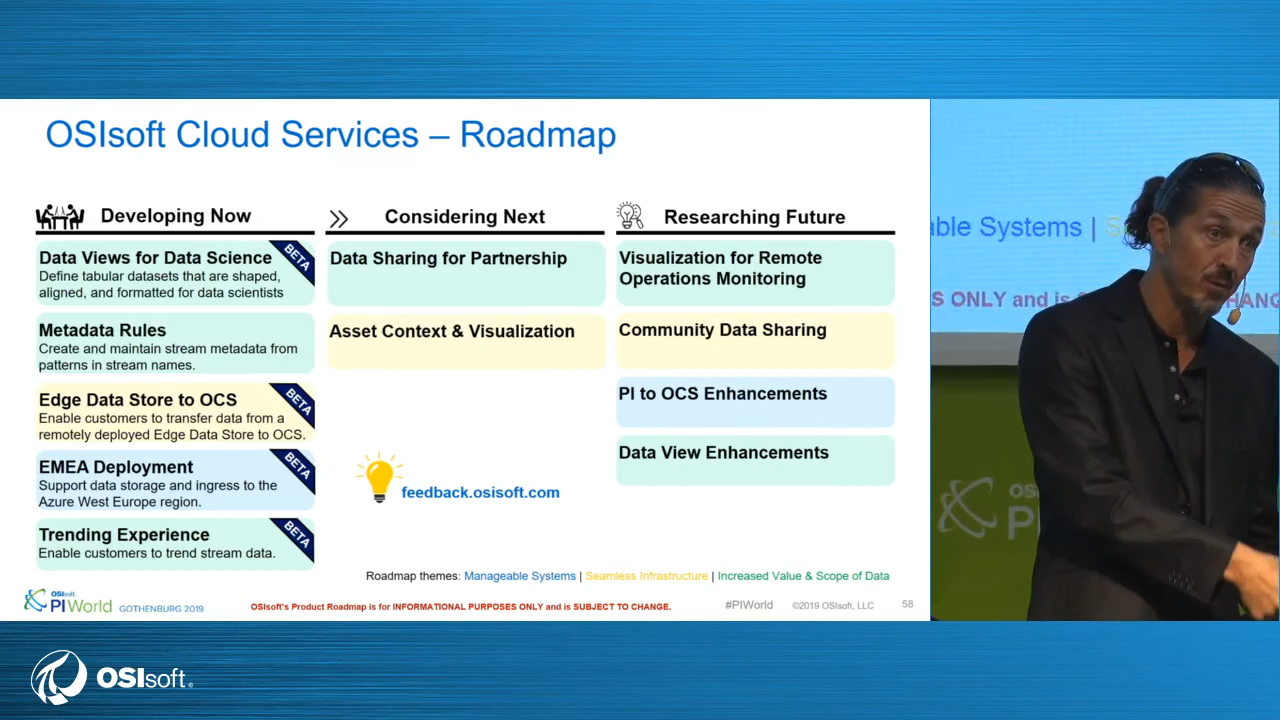 OSIsoft Cloud Services – Roadmap
Developing Now
Data Views for Data Science
BETA
Define tabular datasets that are shaped,
aligned, and formatted for data scientists
Metadata Rules
Create and maintain stream metadata from
patterns in stream names.
Edge Data Store to OCS
BETA
Enable customers to transfer data from a
remotely deployed Edge Data Store to OCS.
EMEA Deployment
BETA
Support data storage and ingress to the
Azure West Europe region.
Trending Experience
BETA
Enable customers to trend stream data.
Considering Next
Data Sharing for Partnership
Asset Context & Visualization
feedback.osisoft.com
Researching Future
Visualization for Remote
Operations Monitoring
Community Data Sharing
PI to OCS Enhancements
Data View Enhancements
Roadmap themes: Manageable Systems | Seamless Infrastructure | Increased Value & Scope of Data
OSIsoft.
PI World GOTHENBURG 2019
OSIsoft's Product Roadmap is for INFORMATIONAL PURPOSES ONLY and is SUBJECT TO CHANGE.
#PIWorld
©2019 OSIsoft, LLC
58
able Systems |
S ONLY and is
HANG
OSI
PI
OSIsoft.